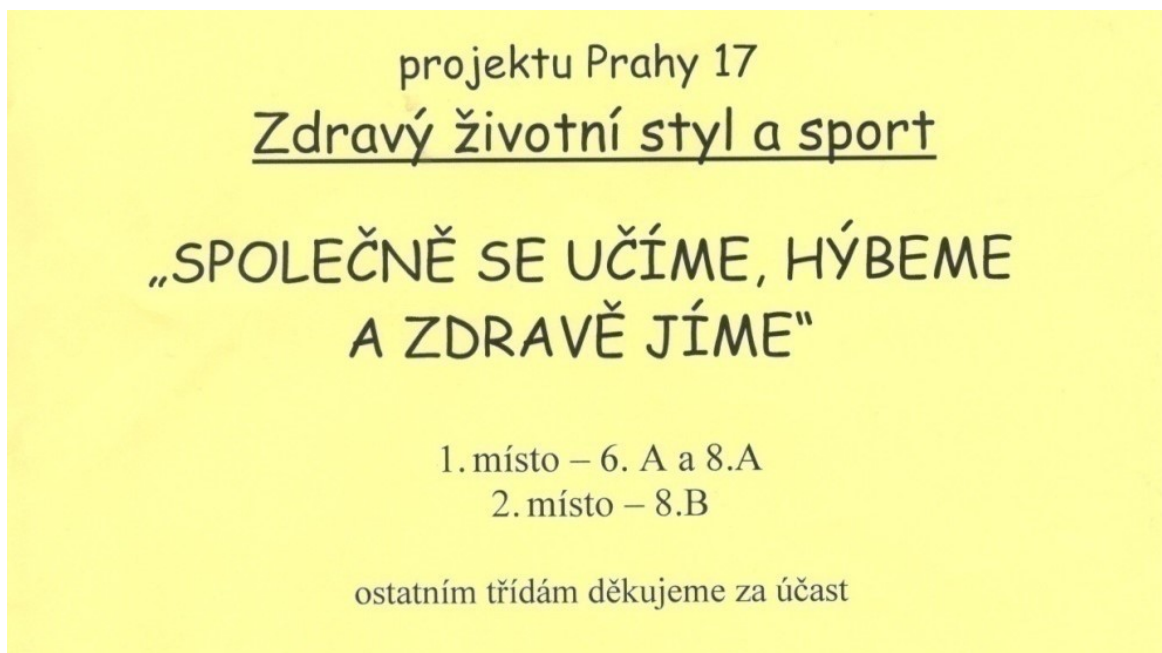 projektu Prahy 17
Zdravý životní styl a sport
„SPOLEČNĚ SE UČÍME, HÝBEME
A ZDRAVĚ JÍME“
1. místo – 6. A a 8.A
2. místo – 8.B
ostatním třídám děkujeme za účast